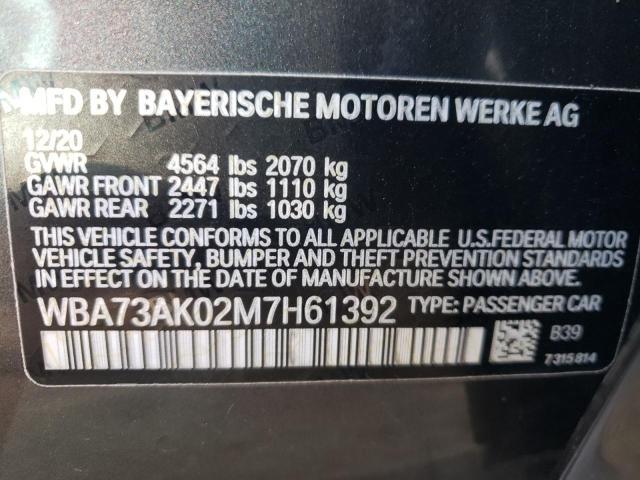 MFD BY BAYERISCHE MOTOREN WERKE AG
12/20
GVWR 4564 lbs 2070 kg
GAWR FRONT 2447 lbs 1110 kg
GAWR REAR 2271 lbs 1030 kg
THIS VEHICLE CONFORMS TO ALL APPLICABLE U.S.FEDERAL MOTOR
VEHICLE SAFETY, BUMPER AND THEFT PREVENTION STANDARDS
IN EFFECT ON THE DATE OF MANUFACTURE SHOWN ABOVE.
WBA73AK02M7H61392 TYPE: PASSENGER CAR
B39
7315814